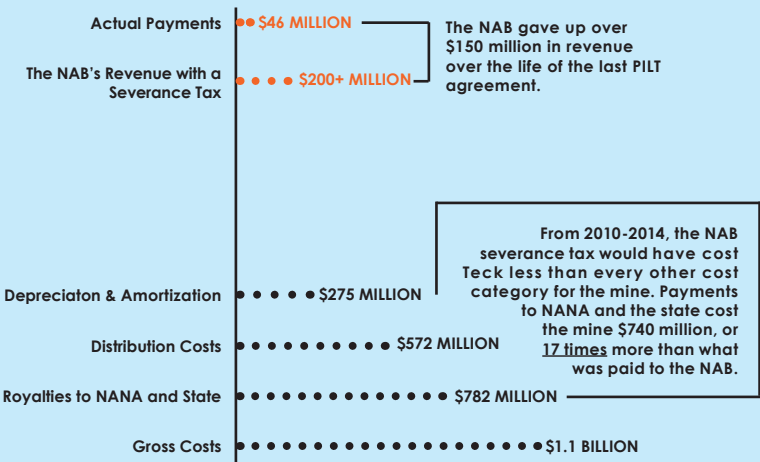 Actual Payments
$46 MILLION
The NAB gave up over
$150 million in revenue
over the life of the last PILT
agreement.
The NAB's Revenue with a
Severance Tax
$200+ MILLION
From 2010-2014, the NAB
severance tax would have cost
Teck less than every other cost
category for the mine. Payments
to NANA and the state cost
the mine $740 million, or
17 times more than what
was paid to the NAB.
Depreciaton & Amortization
$275 MILLION
Distribution Costs
$572 MILLION
Royalties to NANA and State
$782 MILLION
Gross Costs
$1.1 BILLION